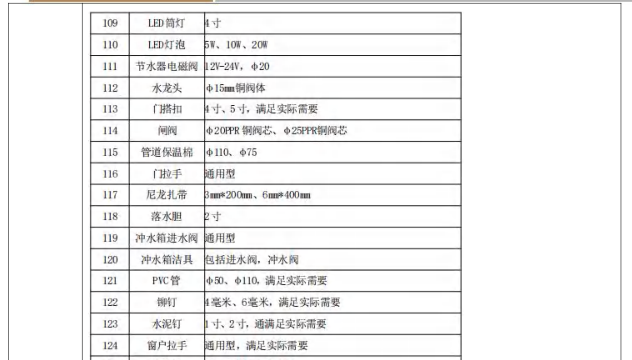 109 LED筒灯 4寸
110 LED灯泡 5W、10W、20W
111 节水器电磁阀 12V-24V，φ20
112 水龙头 φ15mm铜阀体
113 门搭扣 4寸、5寸，满足实际需要
114 闸阀 φ20PPR铜阀芯、φ25PPR铜阀芯
115 管道保温棉 φ110、φ75
116 门拉手 通用型
117 尼龙扎带 3mm*200mm、6mm*400mm
118 落水胆 2寸
119 冲水箱进水阀 通用型
120 冲水箱洁具 包括进水阀，冲水阀
121 PVC管 φ50、φ110，满足实际需要
122 铆钉 4毫米、6毫米，满足实际需要
123 水泥钉 1寸、2寸，通满足实际需要
124 窗户拉手 通用型，满足实际需要